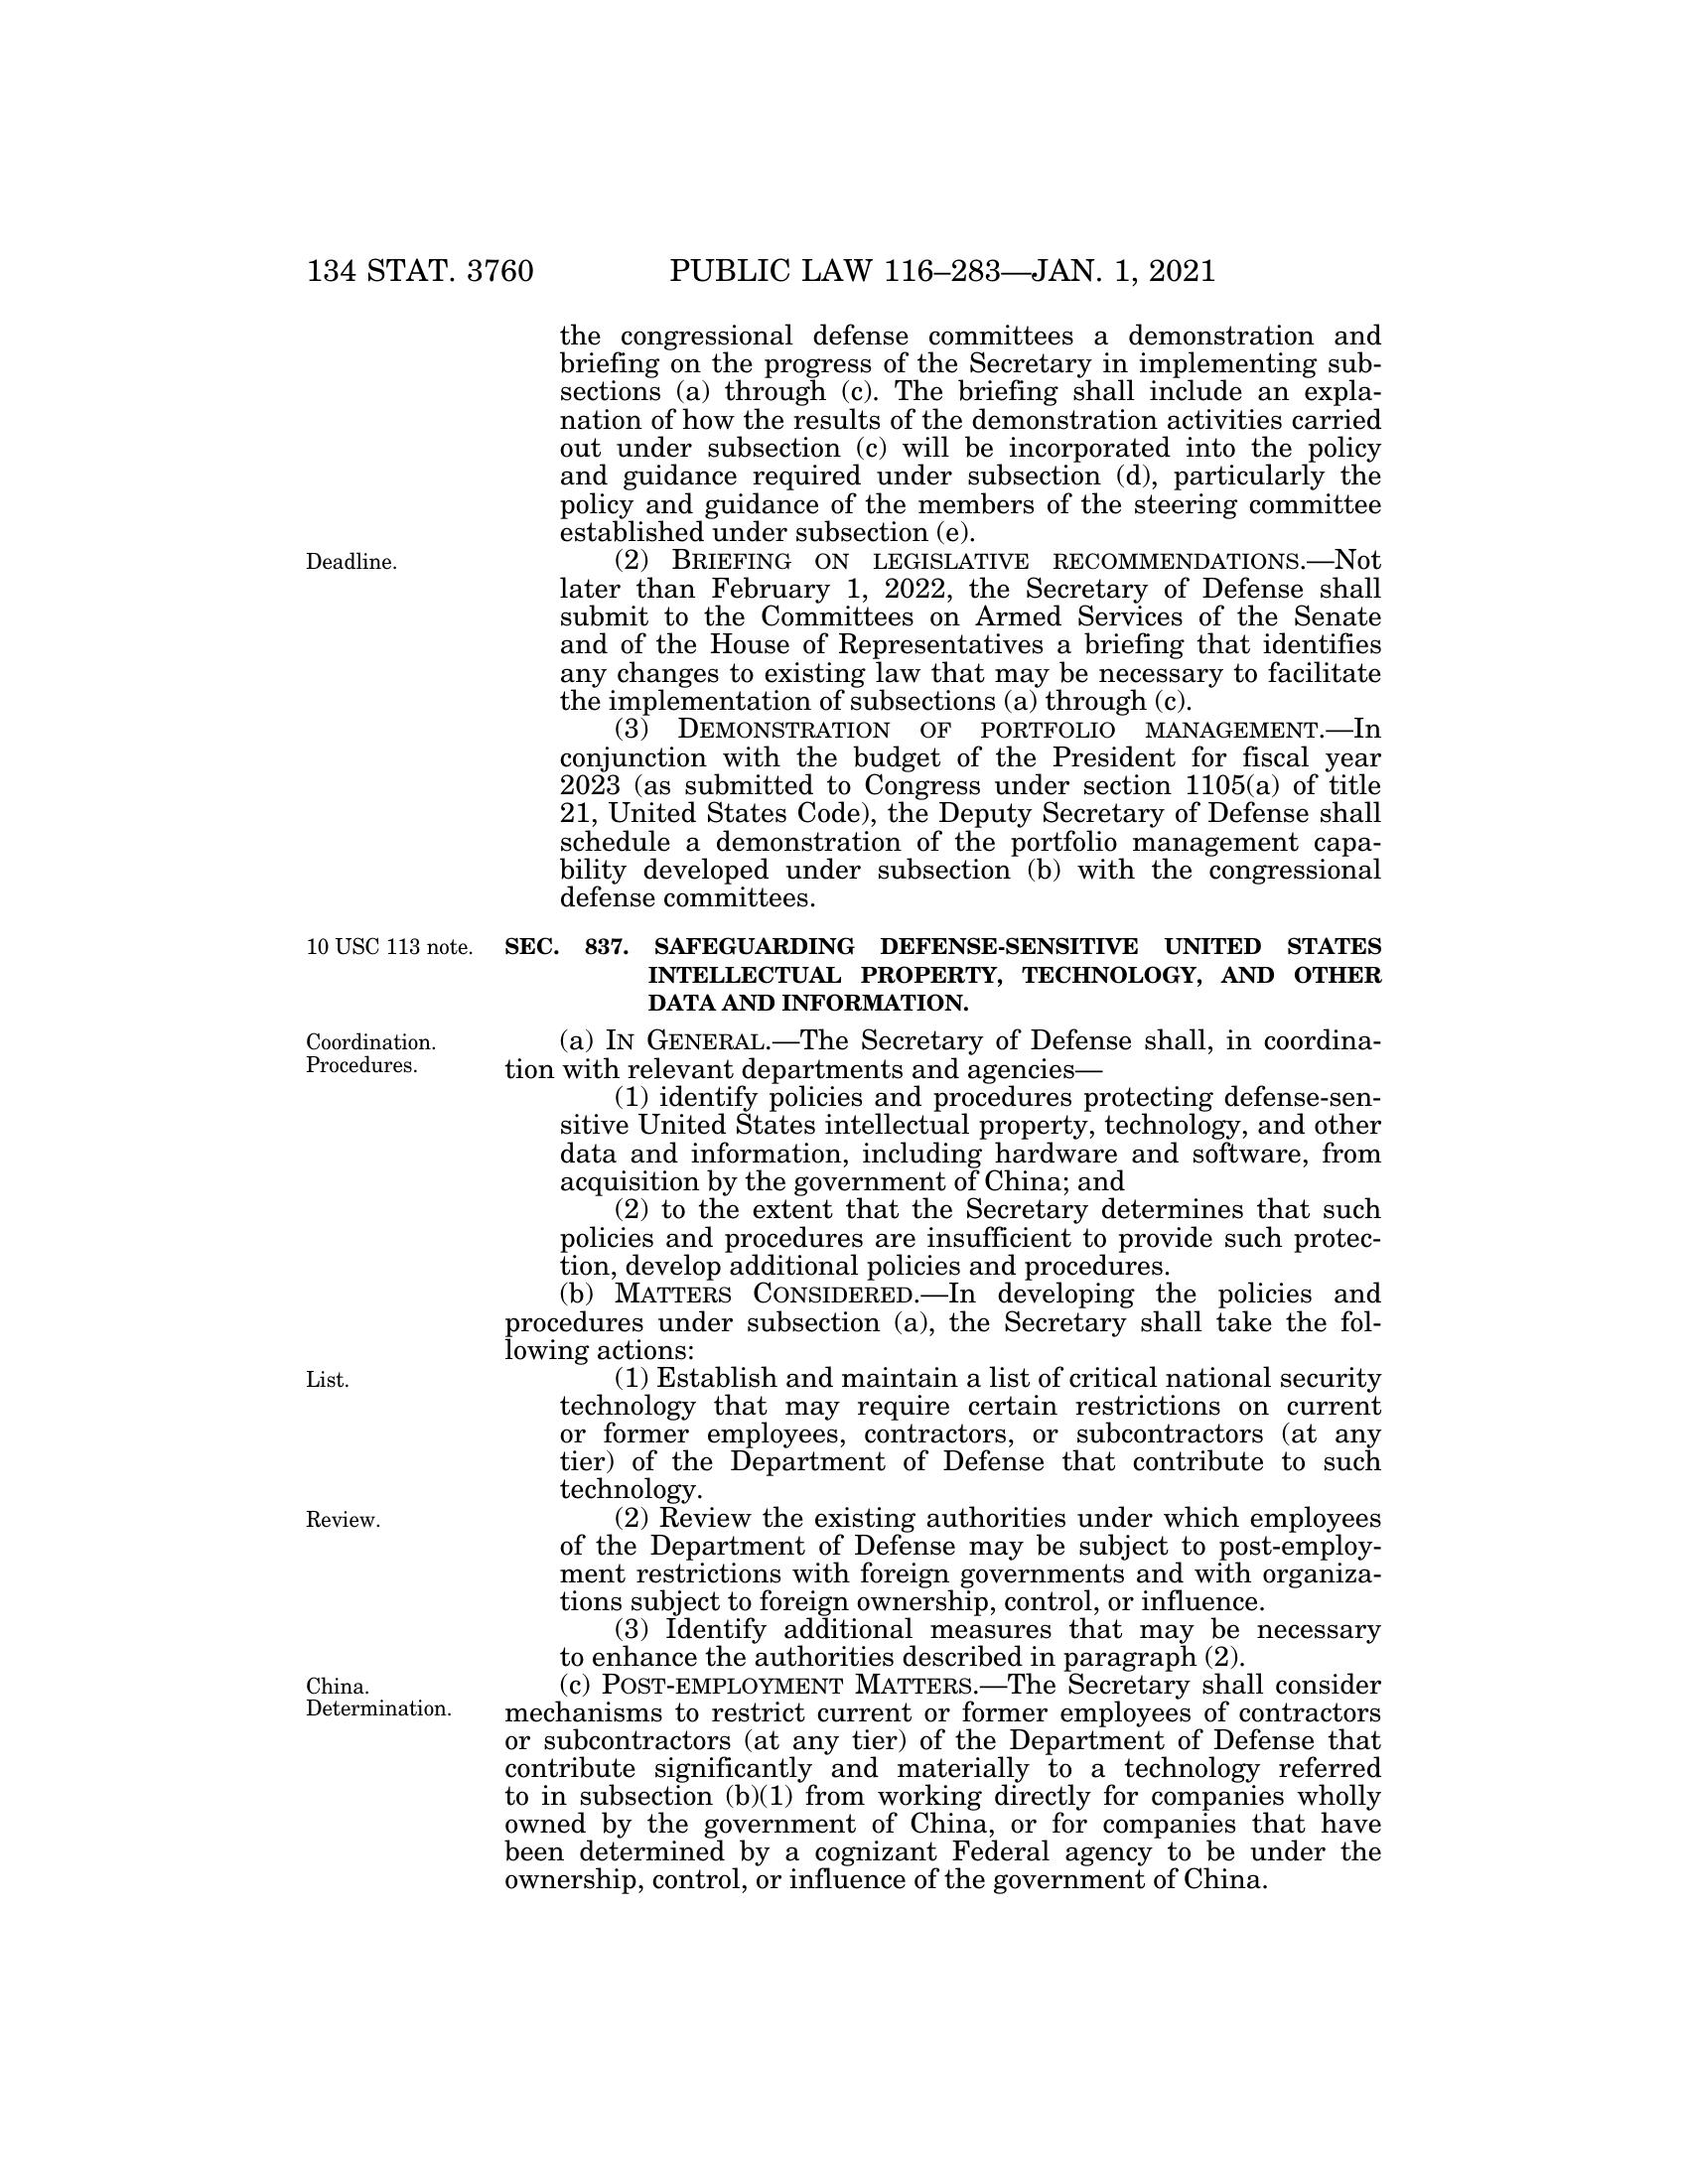 134 STAT. 3760
PUBLIC LAW 116–283—JAN. 1, 2021
the congressional defense committees a demonstration and
briefing on the progress of the Secretary in implementing sub-
sections (a) through (c). The briefing shall include an expla-
nation of how the results of the demonstration activities carried
out under subsection (c) will be incorporated into the policy
and guidance required under subsection (d), particularly the
policy and guidance of the members of the steering committee
established under subsection (e).
Deadline.
(2) BRIEFING ON LEGISLATIVE RECOMMENDATIONS.—Not
later than February 1, 2022, the Secretary of Defense shall
submit to the Committees on Armed Services of the Senate
and of the House of Representatives a briefing that identifies
any changes to existing law that may be necessary to facilitate
the implementation of subsections (a) through (c).
(3) DEMONSTRATION OF PORTFOLIO MANAGEMENT.—In
conjunction with the budget of the President for fiscal year
2023 (as submitted to Congress under section 1105(a) of title
21, United States Code), the Deputy Secretary of Defense shall
schedule a demonstration of the portfolio management capa-
bility developed under subsection (b) with the congressional
defense committees.
10 USC 113 note.
SEC. 837. SAFEGUARDING DEFENSE-SENSITIVE UNITED STATES
INTELLECTUAL PROPERTY, TECHNOLOGY, AND OTHER
DATA AND INFORMATION.
Coordination.
Procedures.
(a) IN GENERAL.—The Secretary of Defense shall, in coordina-
tion with relevant departments and agencies—
(1) identify policies and procedures protecting defense-sen-
sitive United States intellectual property, technology, and other
data and information, including hardware and software, from
acquisition by the government of China; and
(2) to the extent that the Secretary determines that such
policies and procedures are insufficient to provide such protec-
tion, develop additional policies and procedures.
(b) MATTERS CONSIDERED.—In developing the policies and
procedures under subsection (a), the Secretary shall take the fol-
lowing actions:
List.
(1) Establish and maintain a list of critical national security
technology that may require certain restrictions on current
or former employees, contractors, or subcontractors (at any
tier) of the Department of Defense that contribute to such
technology.
Review.
(2) Review the existing authorities under which employees
of the Department of Defense may be subject to post-employ-
ment restrictions with foreign governments and with organiza-
tions subject to foreign ownership, control, or influence.
(3) Identify additional measures that may be necessary
to enhance the authorities described in paragraph (2).
China.
Determination.
(c) POST-EMPLOYMENT MATTERS.—The Secretary shall consider
mechanisms to restrict current or former employees of contractors
or subcontractors (at any tier) of the Department of Defense that
contribute significantly and materially to a technology referred
to in subsection (b)(1) from working directly for companies wholly
owned by the government of China, or for companies that have
been determined by a cognizant Federal agency to be under the
ownership, control, or influence of the government of China.